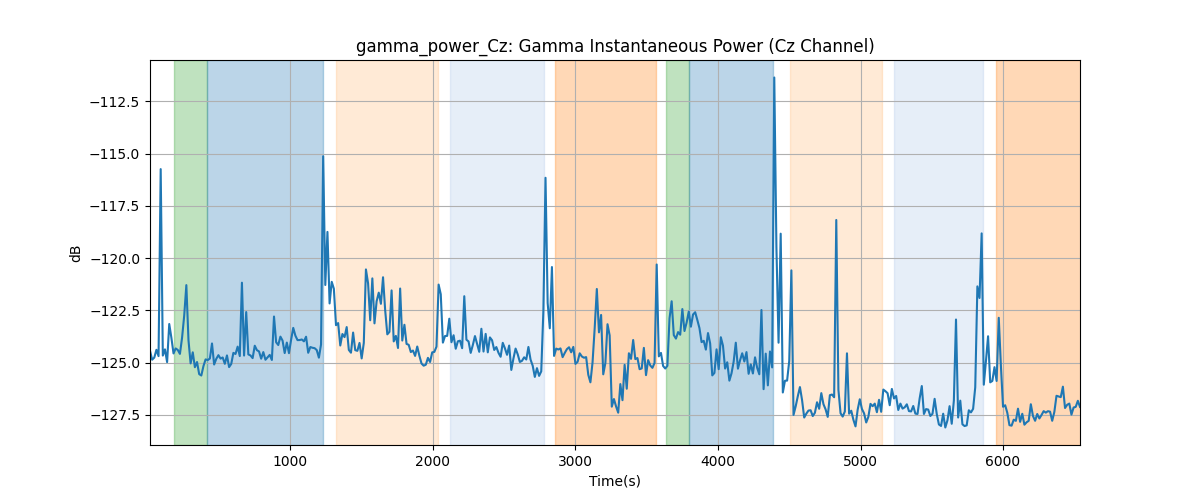 gamma_power_Cz: Gamma Instantaneous Power (Cz Channel)
dB
−112.5
−115.0
−117.5
−120.0
−122.5
−125.0
−127.5
1000 2000 3000 4000 5000 6000
Time(s)